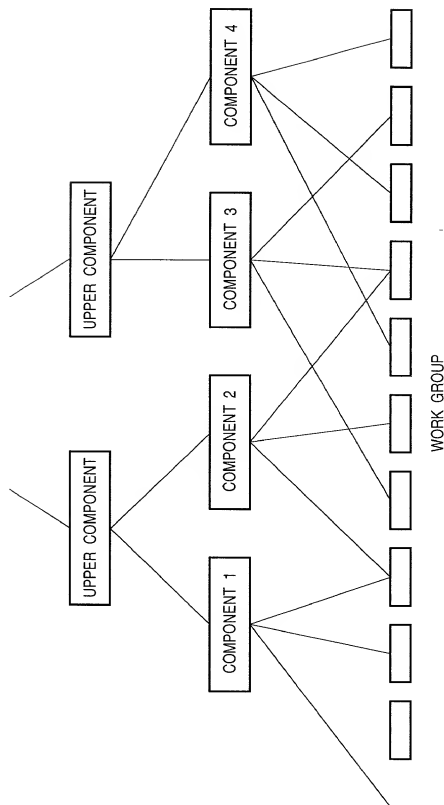 UPPER COMPONENT
UPPER COMPONENT
COMPONENT 1
COMPONENT 2
COMPONENT 3
COMPONENT 4
WORK GROUP